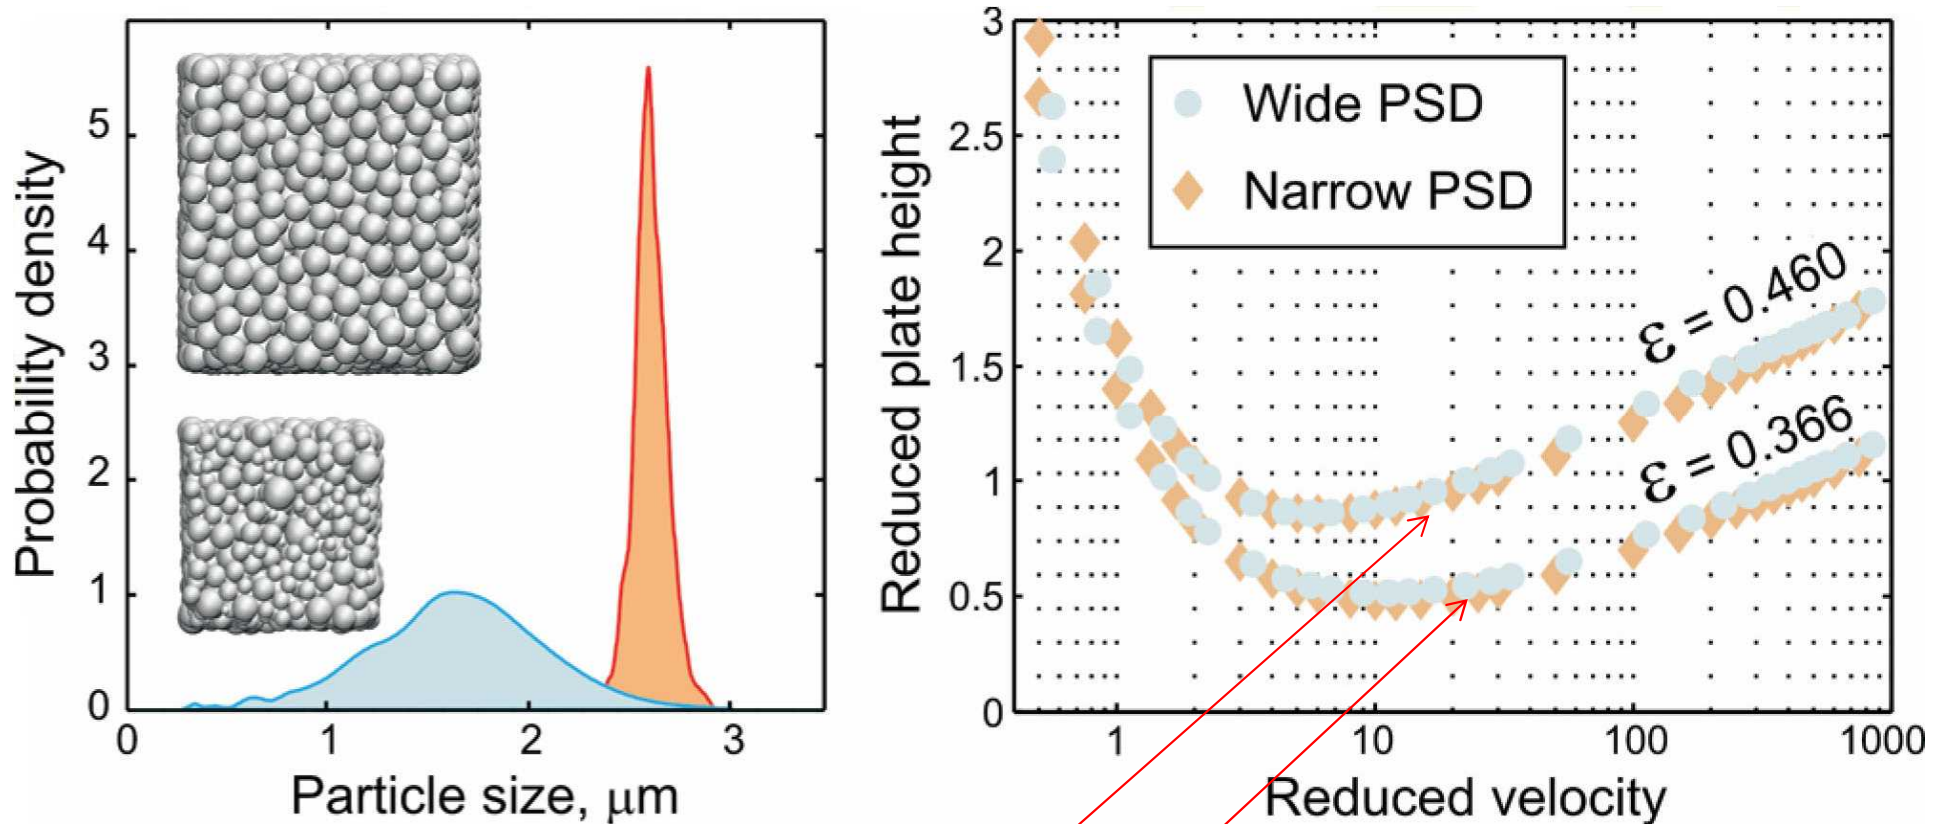 Probability density
5
4
3
2
1
0
0 1 2 3
Particle size, μm
Reduced plate height
3
2.5
2
1.5
1
0.5
0
Wide PSD
Narrow PSD
ε = 0.460
ε = 0.366
1 10 100 1000
Reduced velocity